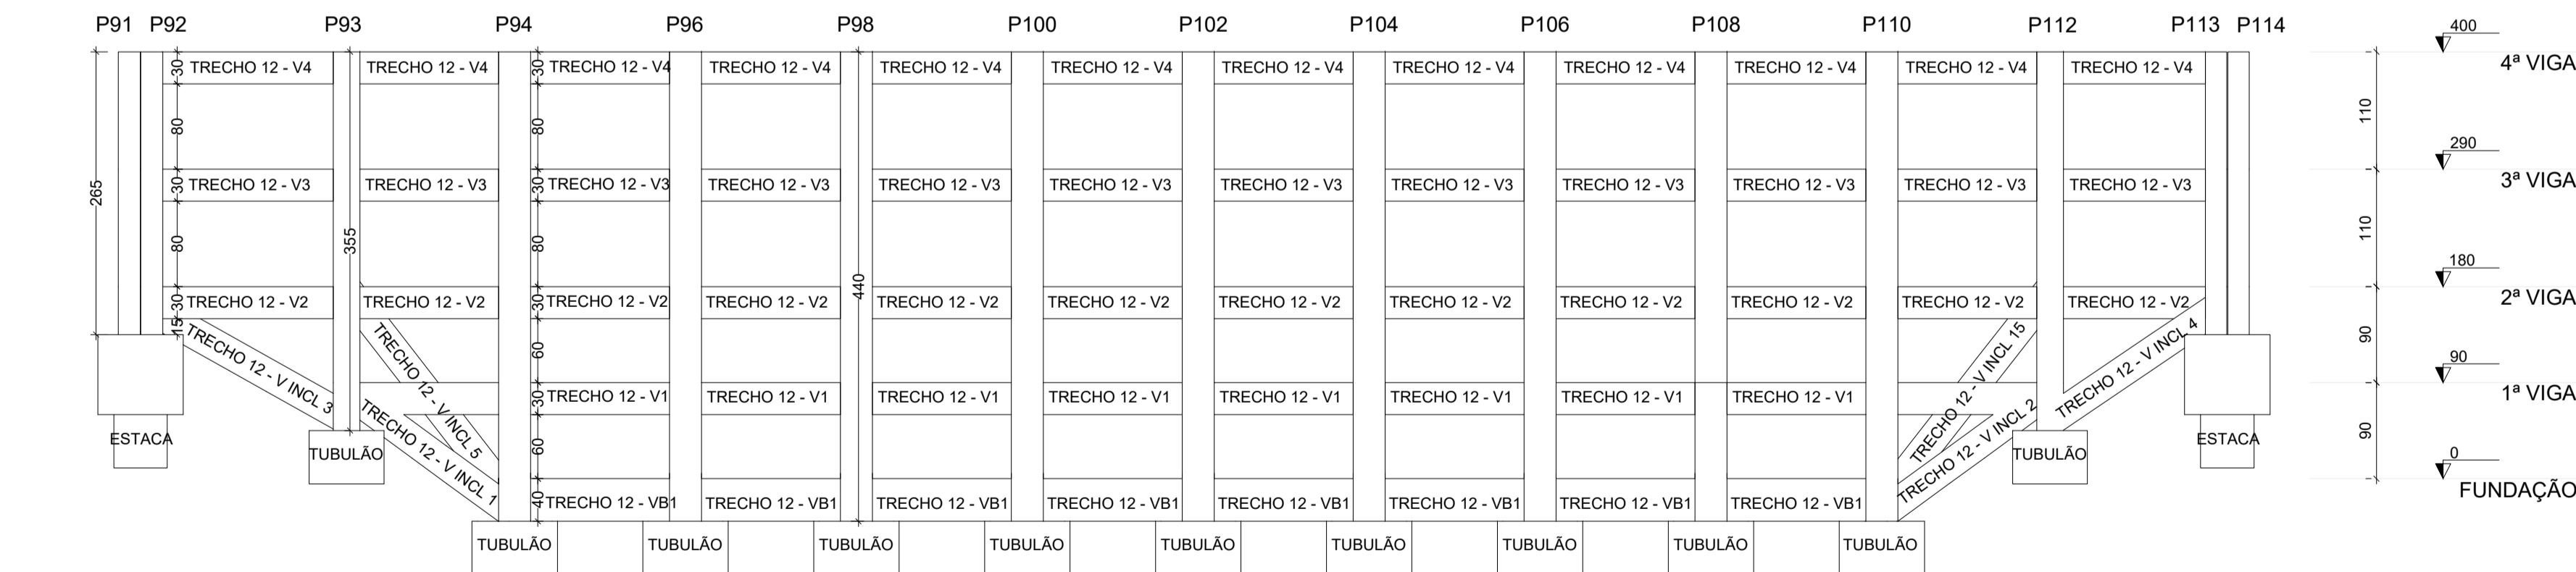 P91 P92 P93 P94 P96 P98 P100 P102 P104 P106 P108 P110 P112 P113 P114
400
30 TRECHO 12 - V4 TRECHO 12 - V4 30 TRECHO 12 - V4 TRECHO 12 - V4 TRECHO 12 - V4 TRECHO 12 - V4 TRECHO 12 - V4 TRECHO 12 - V4 TRECHO 12 - V4 TRECHO 12 - V4 TRECHO 12 - V4 TRECHO 12 - V4 4ª VIGA
80 80 110
290
265
30 TRECHO 12 - V3 TRECHO 12 - V3 30 TRECHO 12 - V3 TRECHO 12 - V3 TRECHO 12 - V3 TRECHO 12 - V3 TRECHO 12 - V3 TRECHO 12 - V3 TRECHO 12 - V3 TRECHO 12 - V3 TRECHO 12 - V3 TRECHO 12 - V3 3ª VIGA
80 355 80 110
180
440
30 TRECHO 12 - V2 TRECHO 12 - V2 30 TRECHO 12 - V2 TRECHO 12 - V2 TRECHO 12 - V2 TRECHO 12 - V2 TRECHO 12 - V2 TRECHO 12 - V2 TRECHO 12 - V2 TRECHO 12 - V2 TRECHO 12 - V2 TRECHO 12 - V2 2ª VIGA
15 60 90
TRECHO 12 - V INCL 3
TRECHO 12 - V INCL 5
TRECHO 12 - V INCL 15
TRECHO 12 - V INCL 4
90
30 TRECHO 12 - V1 TRECHO 12 - V1 TRECHO 12 - V1 TRECHO 12 - V1 TRECHO 12 - V1 TRECHO 12 - V1 TRECHO 12 - V1 TRECHO 12 - V1 1ª VIGA
TRECHO 12 - V INCL 1
TRECHO 12 - V INCL 2
60 90
ESTACA TUBULÃO TUBULÃO ESTACA
0
40 TRECHO 12 - VB1 TRECHO 12 - VB1 TRECHO 12 - VB1 TRECHO 12 - VB1 TRECHO 12 - VB1 TRECHO 12 - VB1 TRECHO 12 - VB1 TRECHO 12 - VB1 FUNDAÇÃO
TUBULÃO TUBULÃO TUBULÃO TUBULÃO TUBULÃO TUBULÃO TUBULÃO TUBULÃO TUBULÃO